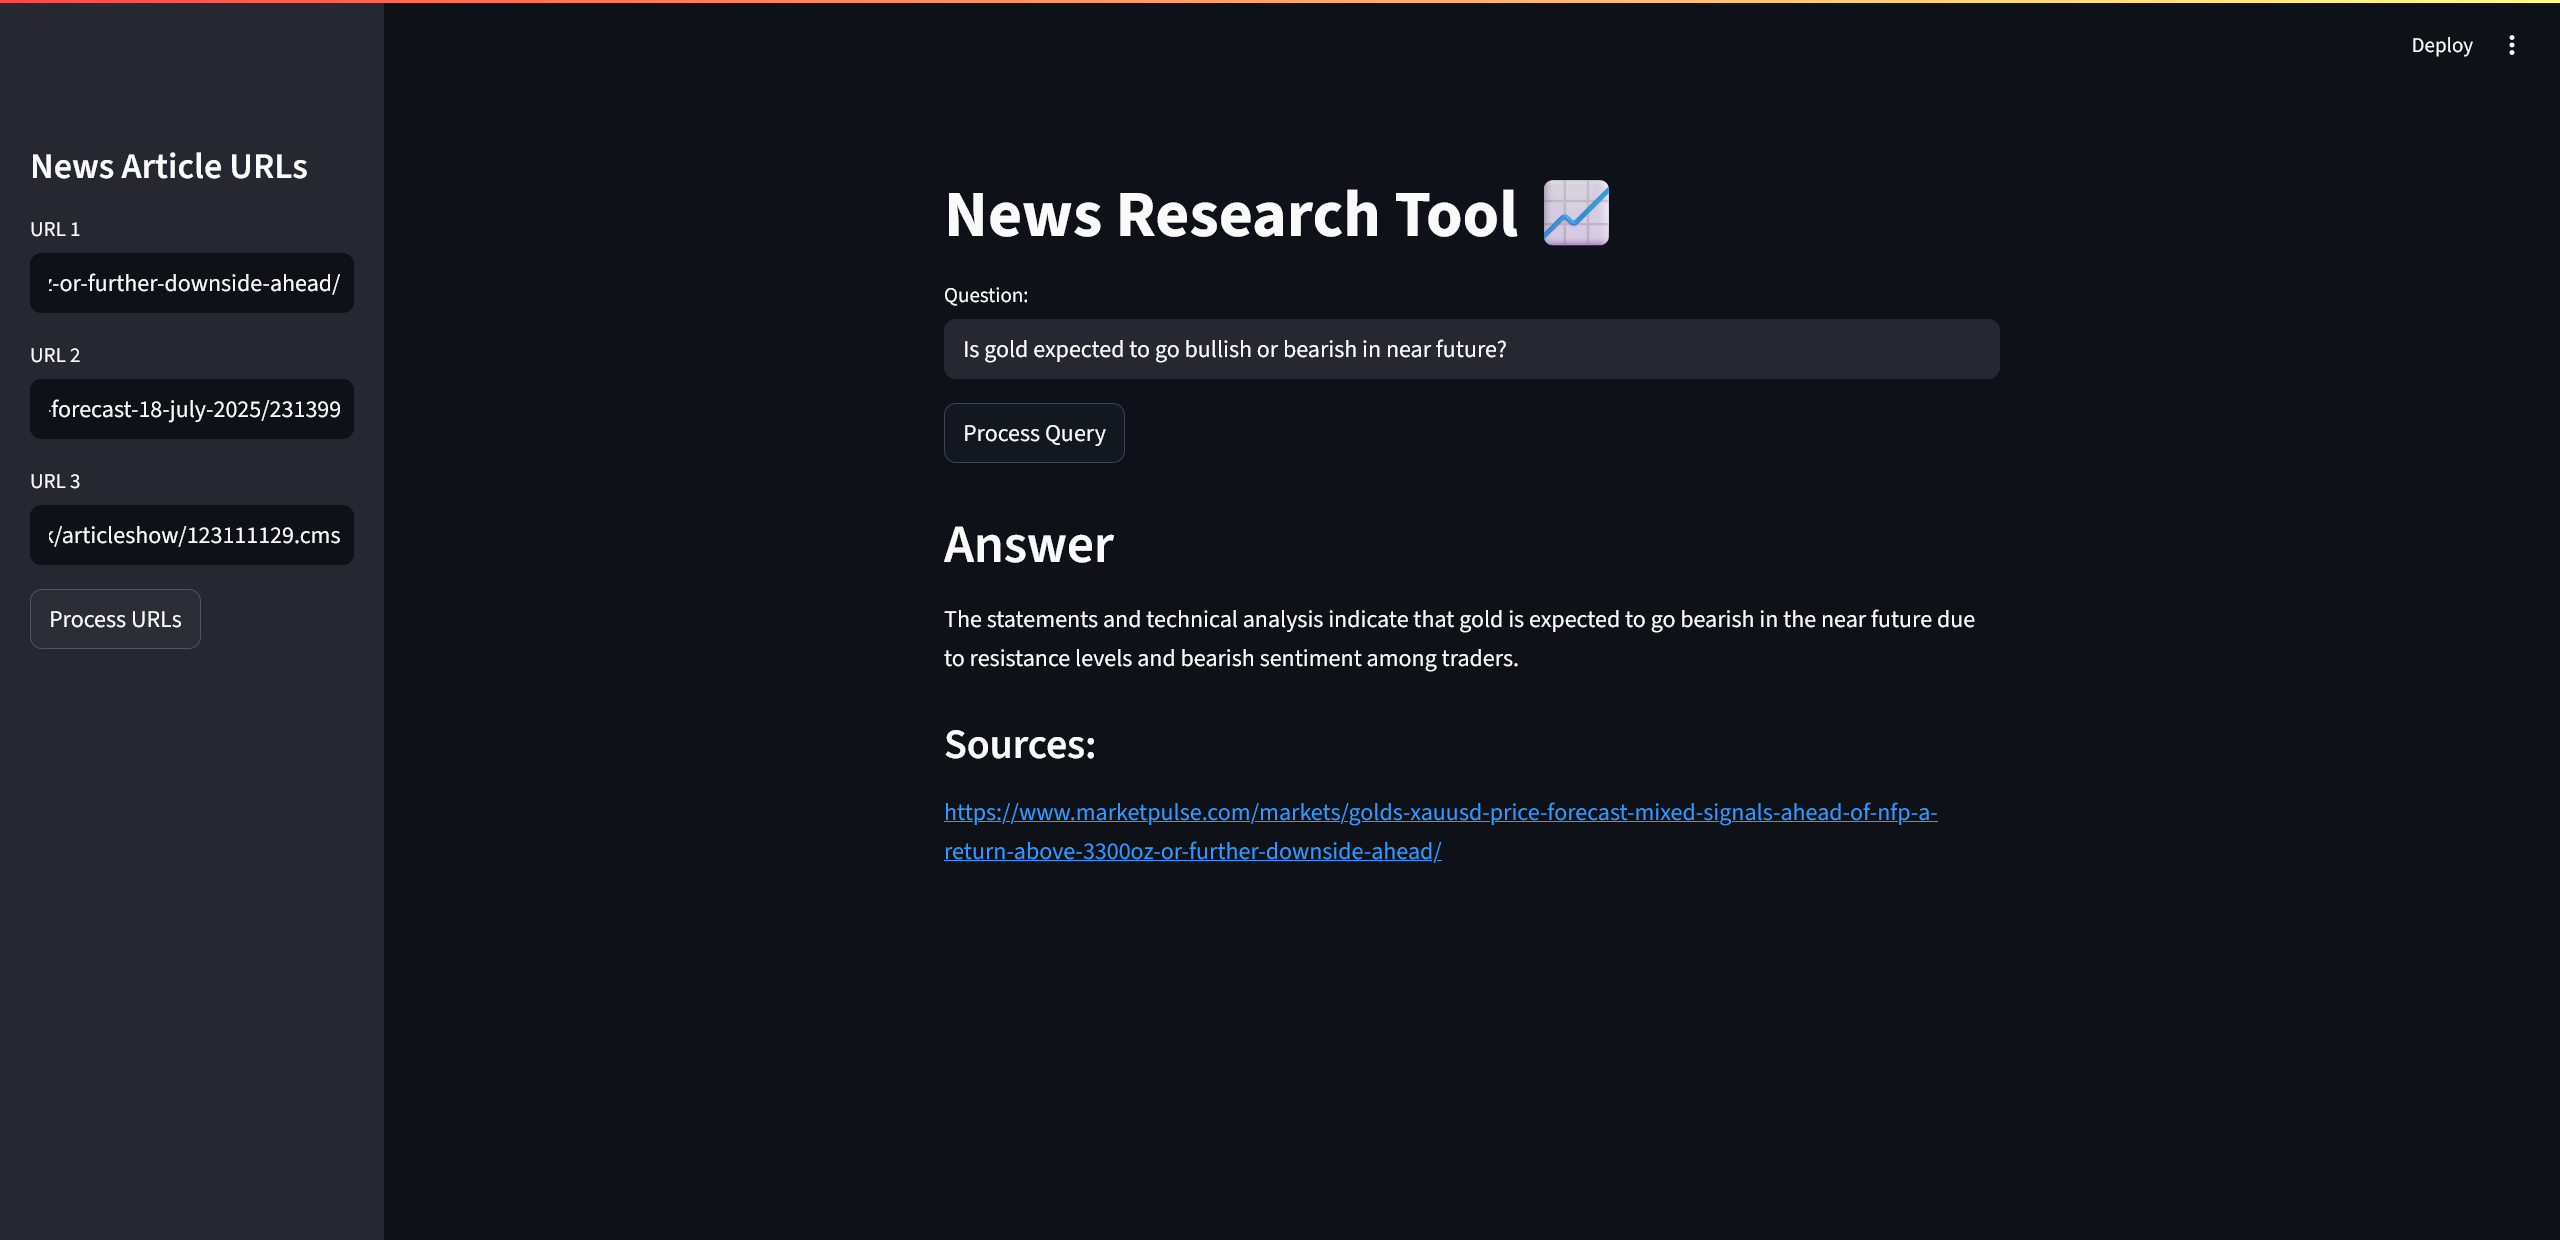 Deploy
News Article URLs
URL 1
-or-further-downside-ahead/
URL 2
-forecast-18-july-2025/231399
URL 3
/articleshow/123111129.cms
Process URLs
News Research Tool
Question:
Is gold expected to go bullish or bearish in near future?
Process Query
Answer
The statements and technical analysis indicate that gold is expected to go bearish in the near future due
to resistance levels and bearish sentiment among traders.
Sources:
https://www.marketpulse.com/markets/golds-xauusd-price-forecast-mixed-signals-ahead-of-nfp-a-
return-above-3300oz-or-further-downside-ahead/